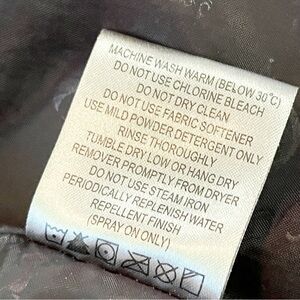 MACHINE WASH WARM (BELOW 30°C)
DO NOT USE CHLORINE BLEACH
DO NOT DRY CLEAN
DO NOT USE FABRIC SOFTENER
USE MILD POWDER DETERGENT ONLY
RINSE THOROUGHLY
TUMBLE DRY LOW OR HANG DRY
REMOVER PROMPTLY FROM DRYER
DO NOT USE STEAM IRON
PERIODICALLY REPLENISH WATER
REPELLENT FINISH
(SPRAY ON ONLY)